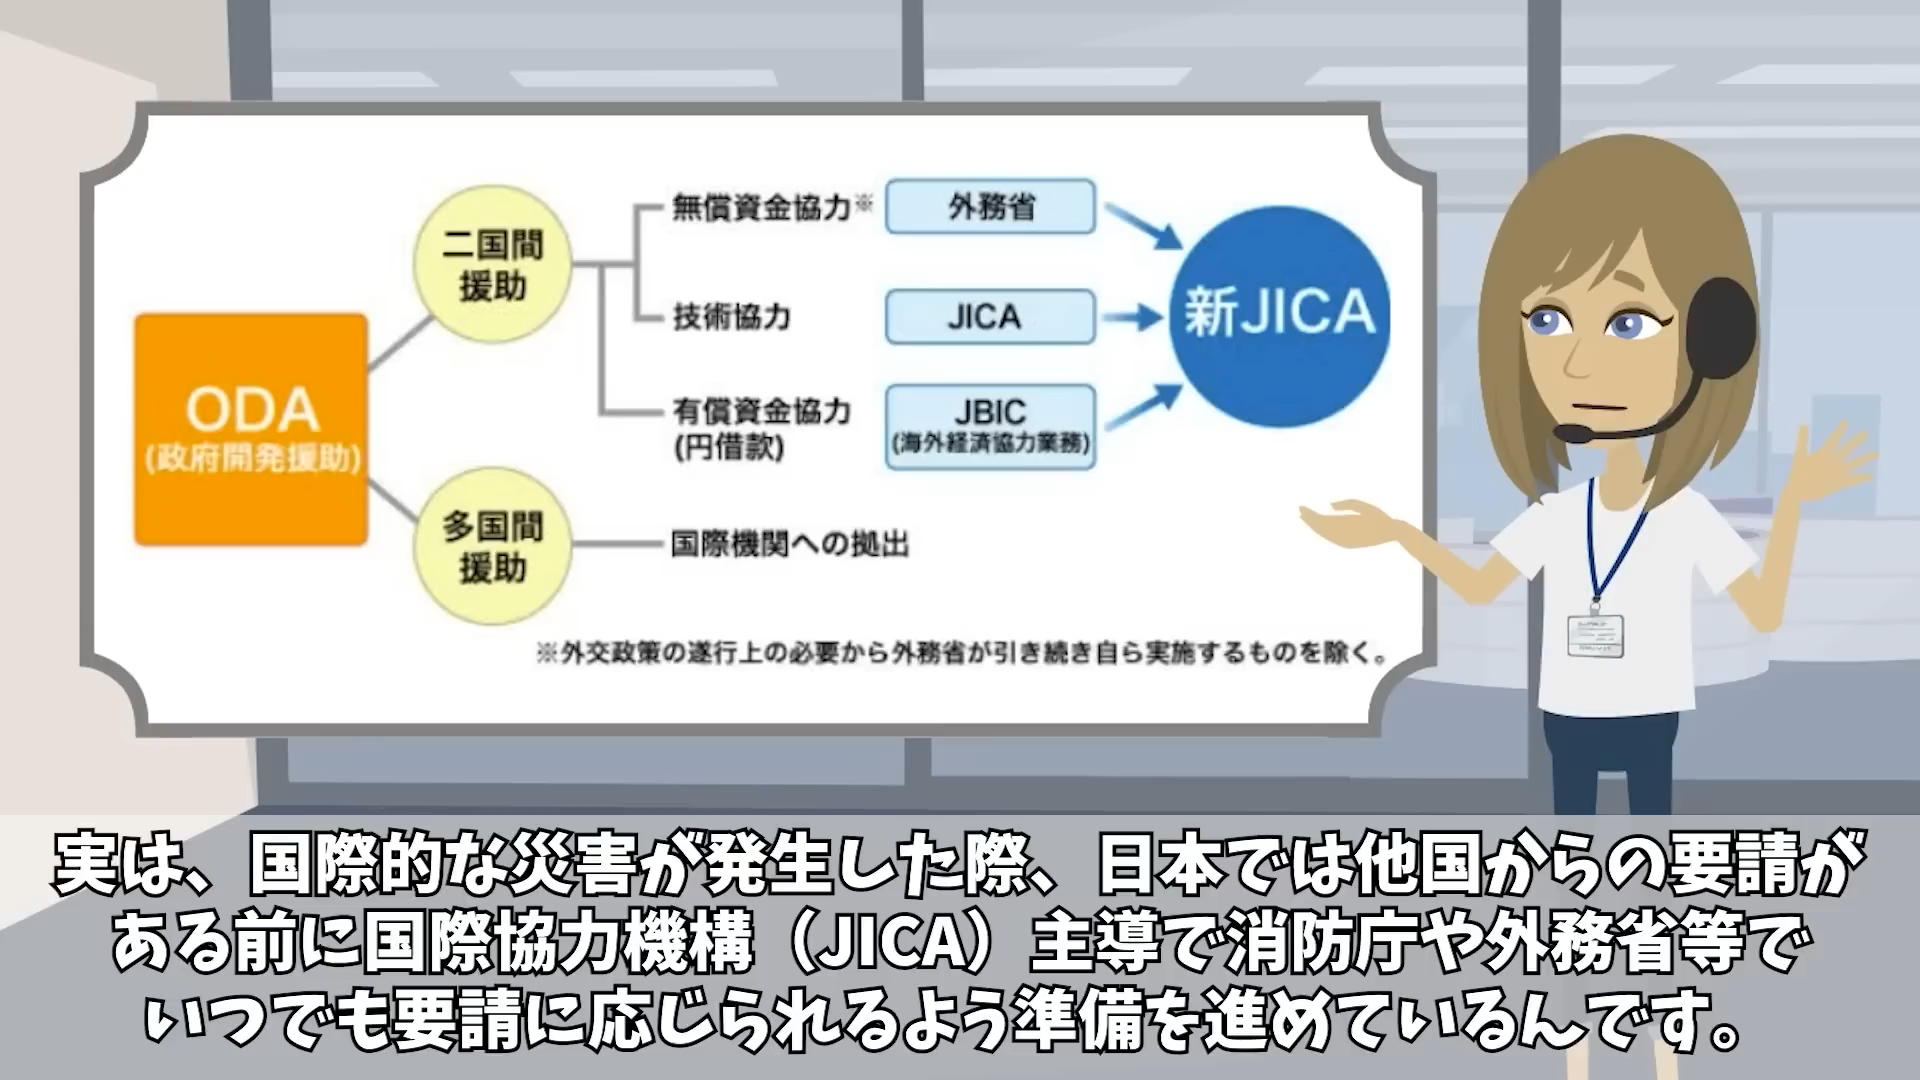 二国間
援助
無償資金協力※
外務省
技術協力
JICA
新JICA
ODA
(政府開発援助)
有償資金協力
(円借款)
JBIC
(海外経済協力業務)
多国間
援助
国際機関への拠出
※外交政策の遂行上の必要から外務省が引き続き自ら実施するものを除く。
実は、国際的な災害が発生した際、日本では他国からの要請が
ある前に国際協力機構（JICA）主導で消防庁や外務省等で
いつでも要請に応じられるよう準備を進めているんです。